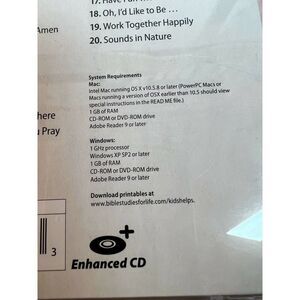 18. Oh, I'd Like to Be ...
Amen
19. Work Together Happily
20. Sounds in Nature
System Requirements
Mac:
Intel Mac running OS X v10.5.8 or later (PowerPC Macs or
Macs running a version of OSX earlier than 10.5 should view
special instructions in the READ ME file.)
1 GB of RAM
CD-ROM or DVD-ROM drive
Adobe Reader 9 or later
here
u Pray
Windows:
1 GHz processor
Windows XP SP2 or later
1 GB of RAM
CD-ROM or DVD-ROM drive
Adobe Reader 9 or later
Download printables at
www.biblestudiesforlife.com/kidshelps.
3
Enhanced CD